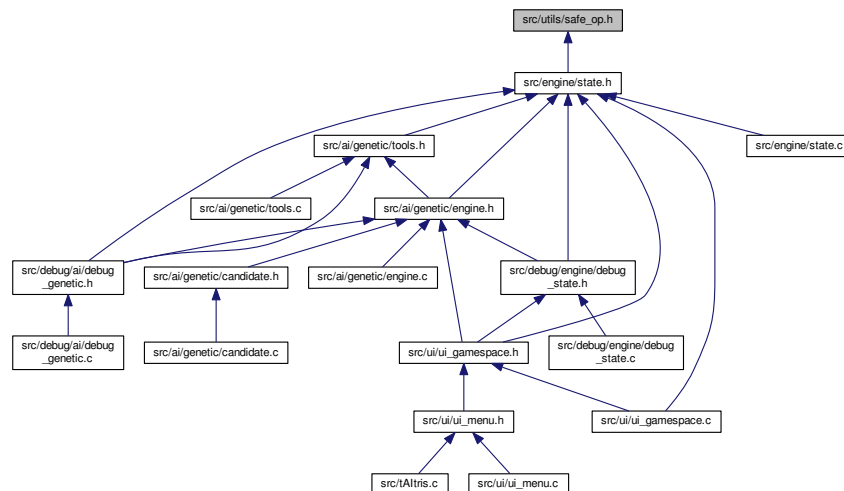 src/utils/safe_op.h
src/engine/state.h
src/ai/genetic/tools.h
src/engine/state.c
src/ai/genetic/tools.c
src/ai/genetic/engine.h
src/debug/ai/debug
_genetic.h
src/ai/genetic/candidate.h
src/ai/genetic/engine.c
src/debug/engine/debug
_state.h
src/debug/ai/debug
_genetic.c
src/ai/genetic/candidate.c
src/ui/ui_gamespace.h
src/debug/engine/debug
_state.c
src/ui/ui_menu.h
src/ui/ui_gamespace.c
src/tAItris.c
src/ui/ui_menu.c